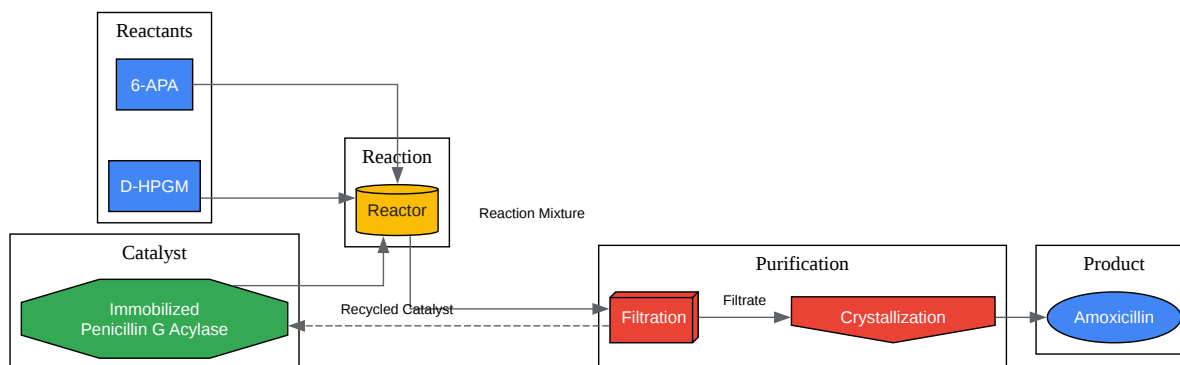 Reactants
6-APA
D-HPGM
Reaction
Reactor
Reaction Mixture
Catalyst
Immobilized
Penicillin G Acylase
Recycled Catalyst
Purification
Filtration
Filtrate
Crystallization
Product
Amoxicillin